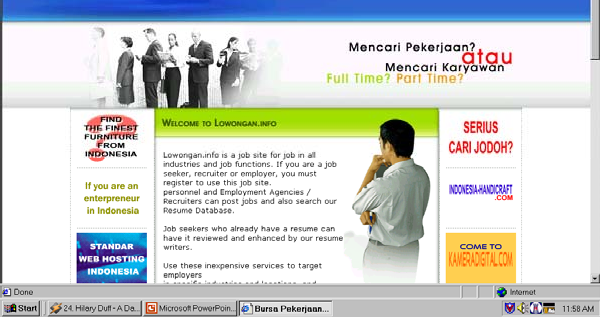 Mencari Pekerjaan?
atau
Mencari Karyawan
Full Time? Part Time?
FIND
THE FINEST
FURNITURE
FROM
INDONESIA
If you are an
enterpreneur
in Indonesia
STANDAR
WEB HOSTING
INDONESIA
Welcome to Lowongan.info
Lowongan.info is a job site for job in all
industries and job functions. If you are a job
seeker, recruiter or employer, you must
register to use this job site.
personnel and Employment Agencies /
Recruiters can post jobs and also search our
Resume Database.
Job seekers who already have a resume can
have it reviewed and enhanced by our resume
writers.
Use these inexpensive services to target
employers
in specific industries and locations, and
SERIUS
CARI JODOH?
INDONESIA-HANDICRAFT
.COM
COME TO
KAMERADIGITAL.COM
Done
Internet
Start
24. Hilary Duff - A Da...
Microsoft PowerPoin...
Bursa Pekerjaan...
11:58 AM